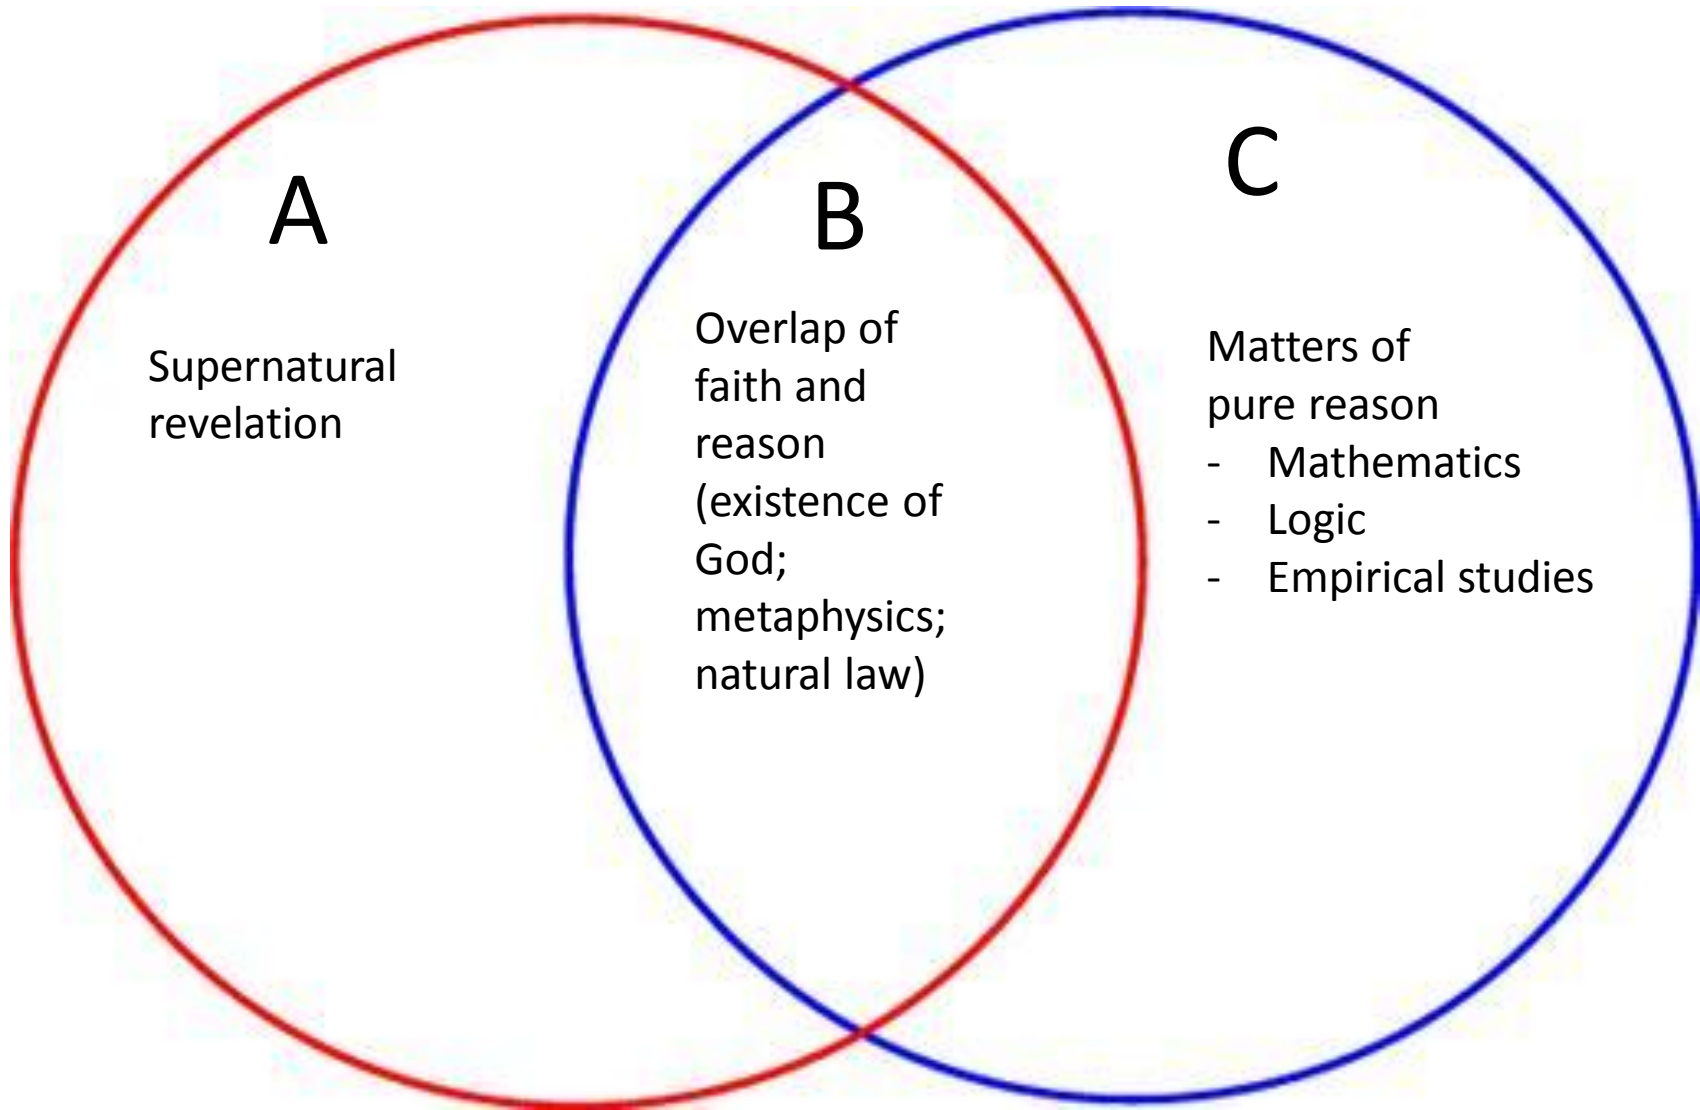 A
Supernatural
revelation
B
Overlap of
faith and
reason
(existence of
God;
metaphysics;
natural law)
C
Matters of
pure reason
- Mathematics
- Logic
- Empirical studies